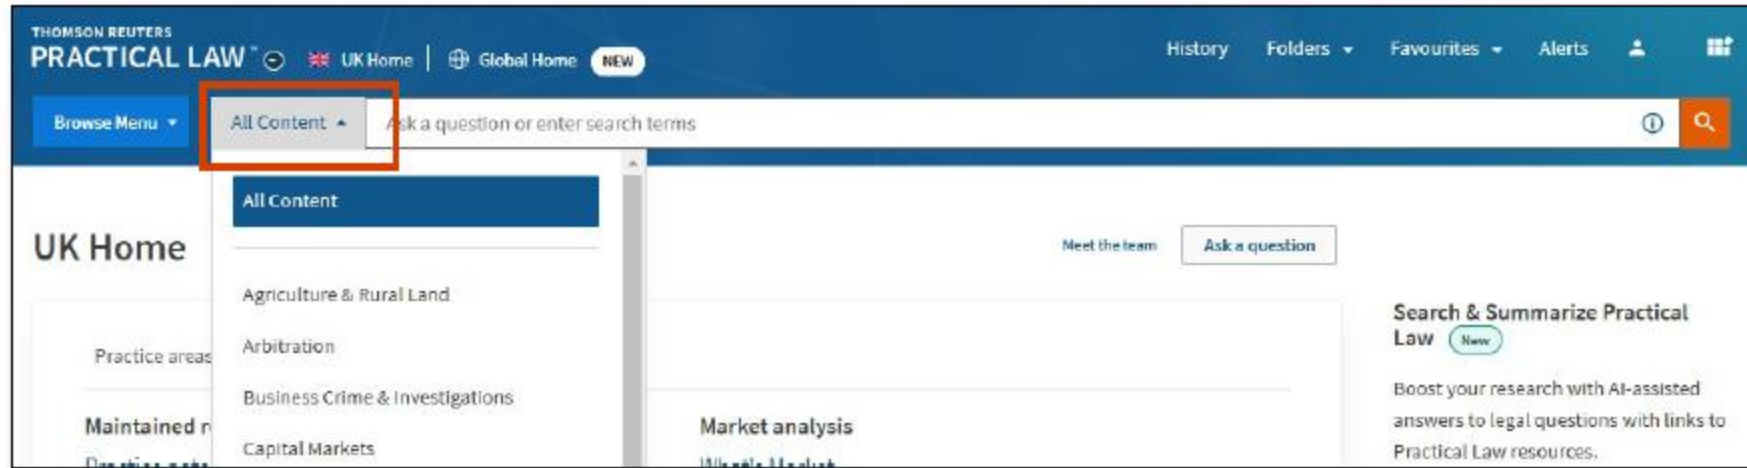 THOMSON REUTERS
PRACTICAL LAW™ UK Home | Global Home NEW
History Folders Favourites Alerts
Browse Menu All Content Ask a question or enter search terms
All Content
UK Home
Meet the team Ask a question
Agriculture & Rural Land
Search & Summarize Practical
Law New
Arbitration
Practice areas
Boost your research with AI-assisted
Business Crime & Investigations
answers to legal questions with links to
Maintained
Market analysis
Capital Markets
Practical Law resources.
What's Market